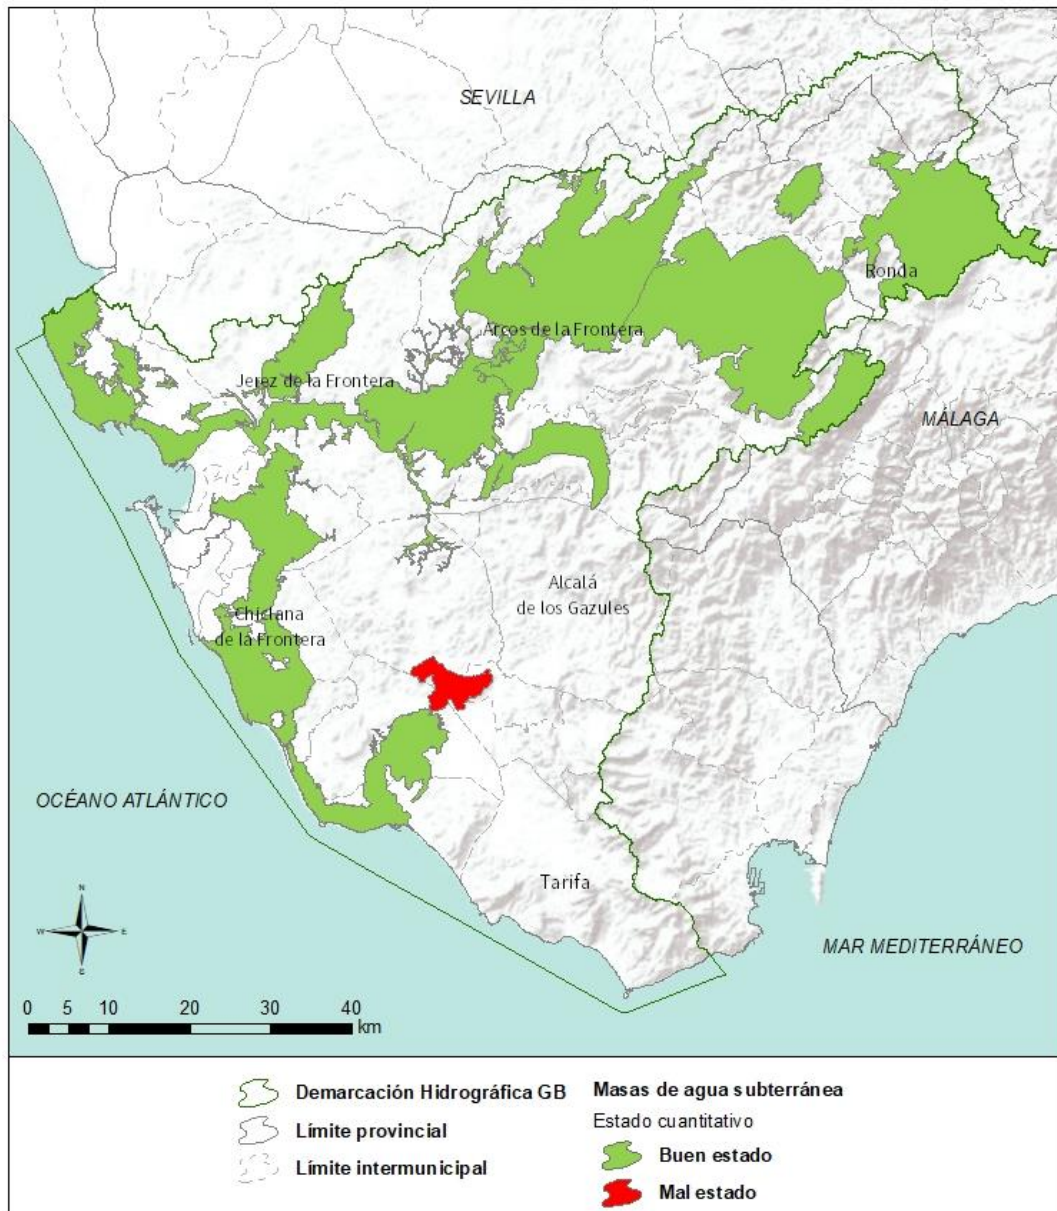 SEVILLA
Ronda
Arcos de la Frontera
Jerez de la Frontera
MÁLAGA
Alcalá
de los Gazules
Chiclana
de la Frontera
OCÉANO ATLÁNTICO
Tarifa
N
W
E
S
MAR MEDITERRÁNEO
0 5 10 20 30 40
km
Demarcación Hidrográfica GB
Límite provincial
Límite intermunicipal
Masas de agua subterránea
Estado cuantitativo
Buen estado
Mal estado